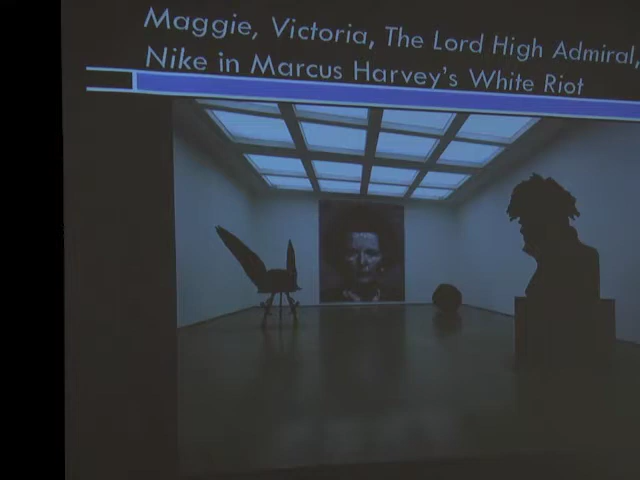 Maggie, Victoria, The Lord High Admiral,
Nike in Marcus Harvey's White Riot